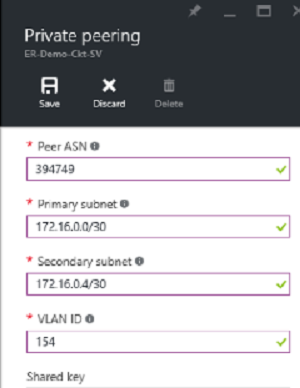 Private peering
ER-Demo-Ckt-SV
Save Discard Delete
* Peer ASN
394749
* Primary subnet
172.16.0.0/30
* Secondary subnet
172.16.0.4/30
* VLAN ID
154
Shared key